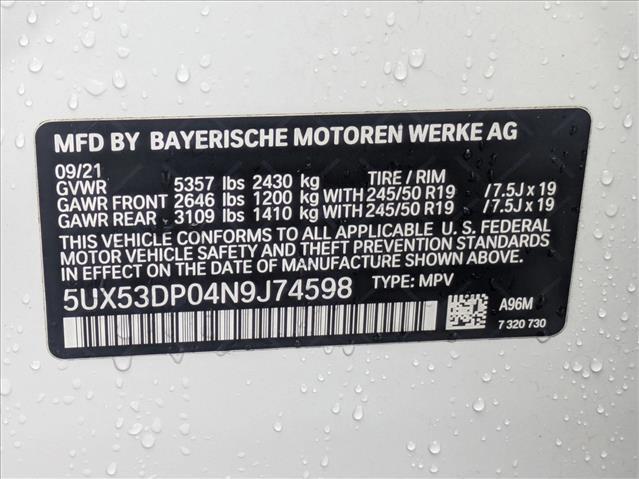 MFD BY BAYERISCHE MOTOREN WERKE AG
09/21 TIRE / RIM
GVWR 5357 lbs 2430 kg
GAWR FRONT 2646 lbs 1200 kg WITH 245/50 R19 /7.5J x 19
GAWR REAR 3109 lbs 1410 kg WITH 245/50 R19 /7.5J x 19
THIS VEHICLE CONFORMS TO ALL APPLICABLE U. S. FEDERAL
MOTOR VEHICLE SAFETY AND THEFT PREVENTION STANDARDS
IN EFFECT ON THE DATE OF MANUFACTURE SHOWN ABOVE.
5UX53DP04N9J74598 TYPE: MPV
A96M
7 320 730